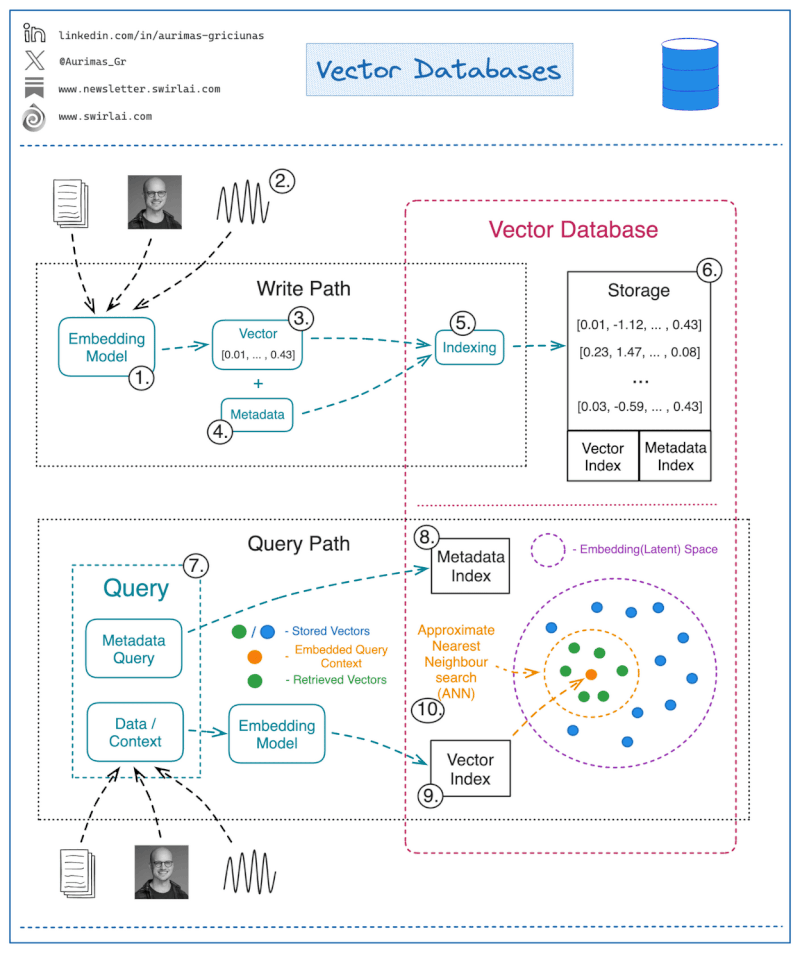 linkedin.com/in/aurimas-griciunas
@Aurimas_Gr
www.newsletter.swirlai.com
www.swirlai.com
Vector Databases
2.
Vector Database
Write Path
Embedding
Model
1.
3.
Vector
[0.01, ... , 0.43]
+
4.
Metadata
5.
Indexing
6.
Storage
[0.01, -1.12, ... , 0.43]
[0.23, 1.47, ... , 0.08]
...
[0.03, -0.59, ... , 0.43]
Vector
Index
Metadata
Index
Query Path
7.
Query
Metadata
Query
Data /
Context
Embedding
Model
/ - Stored Vectors
- Embedded Query
Context
- Retrieved Vectors
8.
Metadata
Index
- Embedding(Latent) Space
Approximate
Nearest
Neighbour
search
(ANN)
10.
Vector
Index
9.